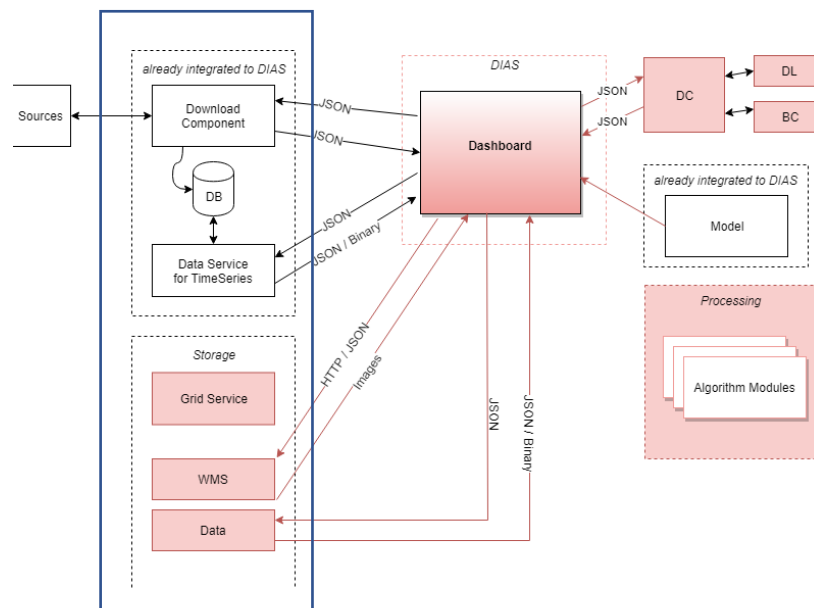 already integrated to DIAS
Sources
Download
Component
DB
Data Service
for TimeSeries
JSON
JSON
JSON
JSON / Binary
DIAS
Dashboard
JSON
JSON
DC
DL
BC
already integrated to DIAS
Model
Processing
Algorithm Modules
Storage
Grid Service
WMS
Data
HTTP / JSON
Images
JSON
JSON / Binary